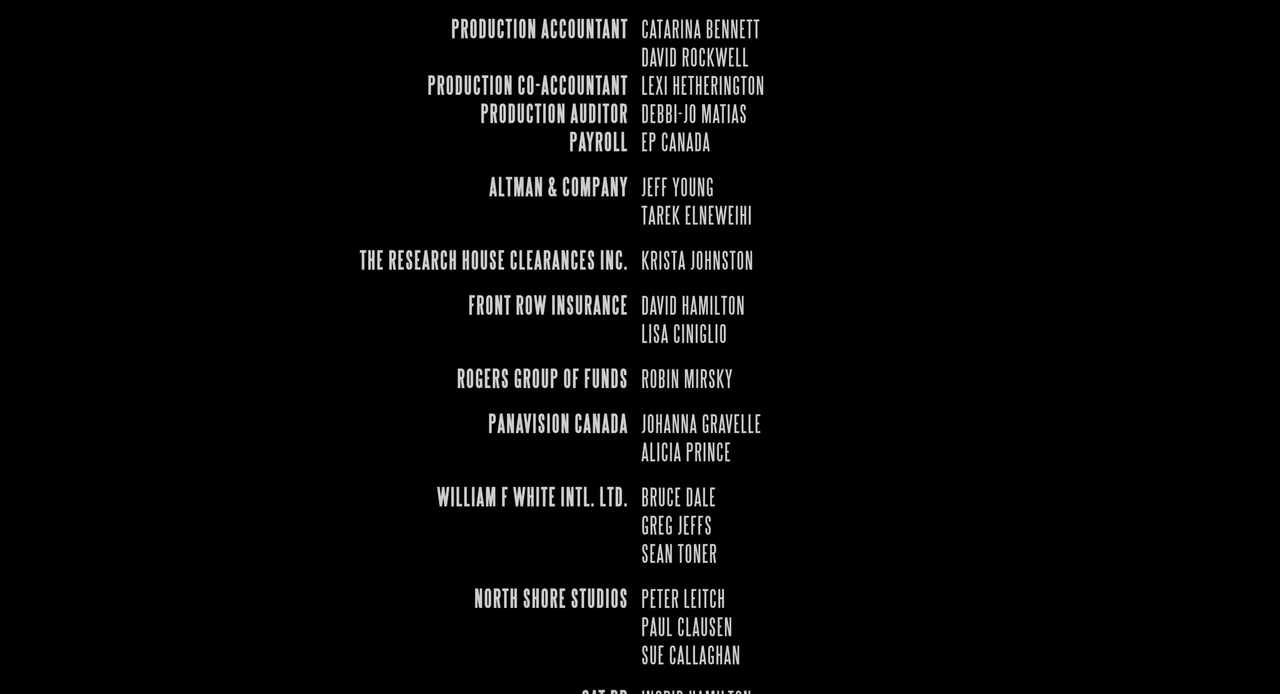 PRODUCTION ACCOUNTANT CATARINA BENNETT
DAVID ROCKWELL
PRODUCTION CO-ACCOUNTANT LEXI HETHERINGTON
PRODUCTION AUDITOR DEBBI-JO MATIAS
PAYROLL EP CANADA
ALTMAN & COMPANY JEFF YOUNG
TAREK ELNEWEIHI
THE RESEARCH HOUSE CLEARANCES INC. KRISTA JOHNSTON
FRONT ROW INSURANCE DAVID HAMILTON
LISA CINIGLIO
ROGERS GROUP OF FUNDS ROBIN MIRSKY
PANAVISION CANADA JOHANNA GRAVELLE
ALICIA PRINCE
WILLIAM F WHITE INTL. LTD. BRUCE DALE
GREG JEFFS
SEAN TONER
NORTH SHORE STUDIOS PETER LEITCH
PAUL CLAUSEN
SUE CALLAGHAN